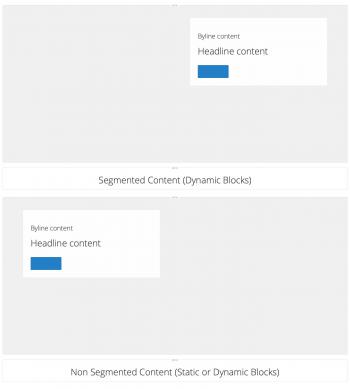 Byline content
Headline content
Segmented Content (Dynamic Blocks)
Byline content
Headline content
Non Segmented Content (Static or Dynamic Blocks)